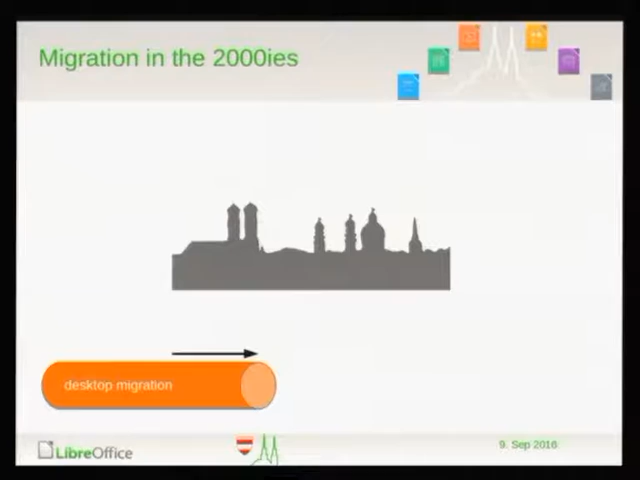 Migration in the 2000ies
desktop migration
LibreOffice
9. Sep 2016